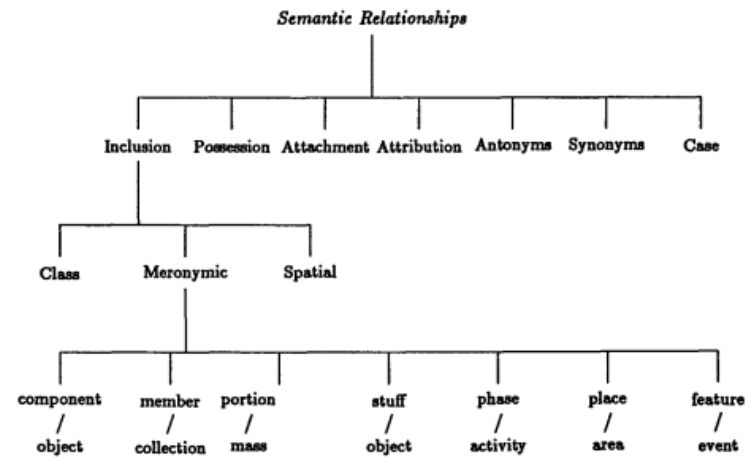 Semantic Relationships
Inclusion Possession Attachment Attribution Antonyms Synonyms Case
Class Meronymic Spatial
component member portion stuff phase place feature
/ / / / / / /
object collection mass object activity area event